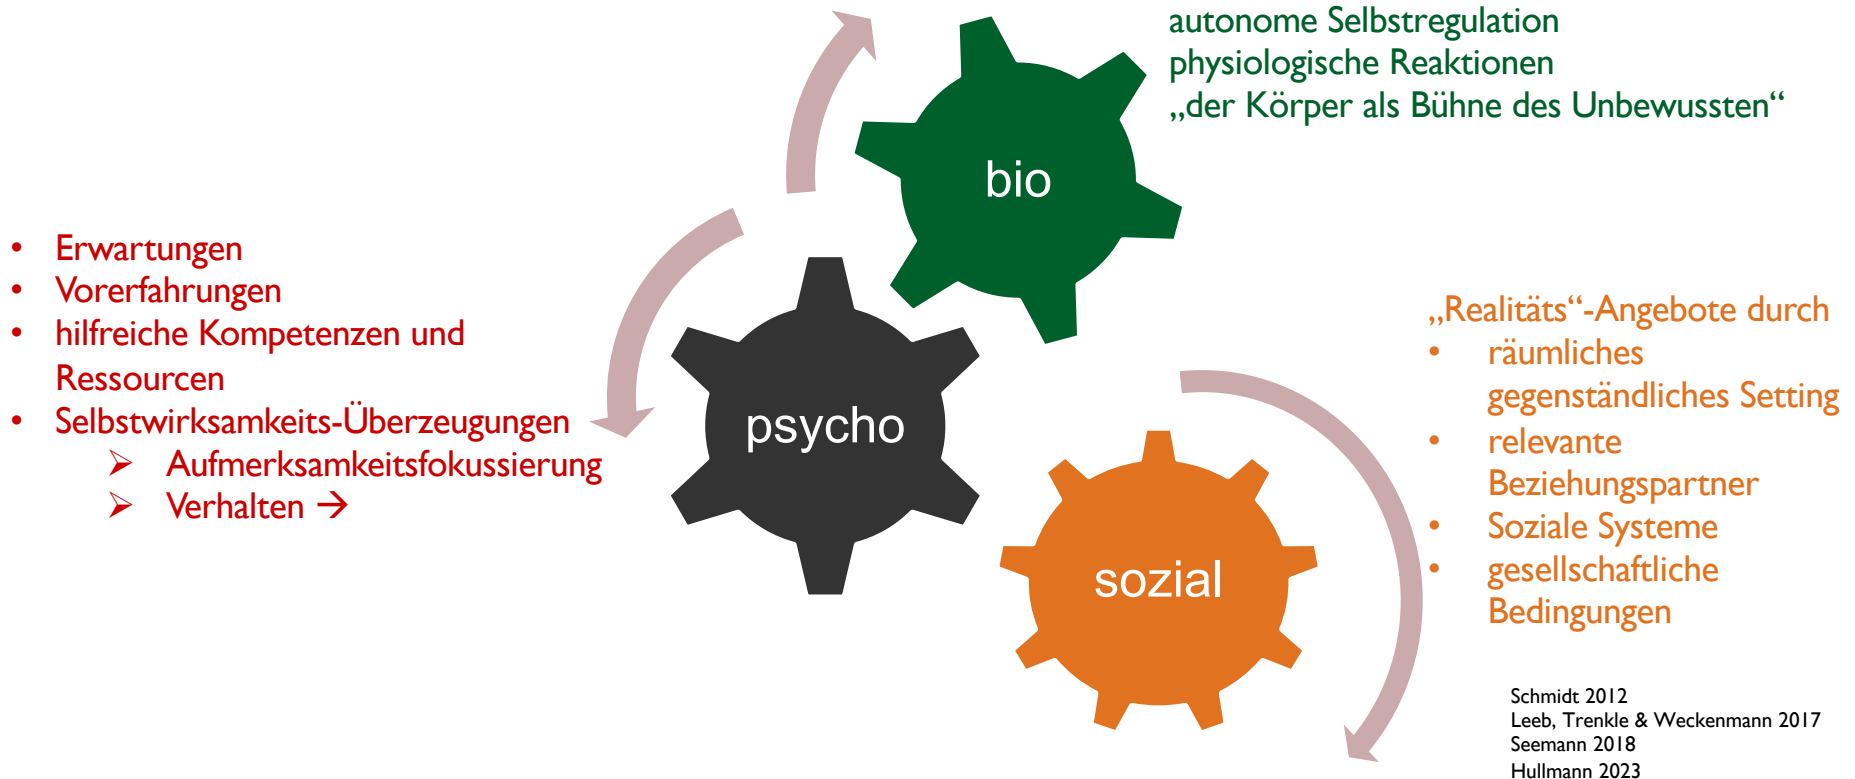 autonome Selbstregulation
physiologische Reaktionen
„der Körper als Bühne des Unbewussten“
bio
• Erwartungen
• Vorerfahrungen
• hilfreiche Kompetenzen und
Ressourcen
• Selbstwirksamkeits-Überzeugungen
➢ Aufmerksamkeitsfokussierung
➢ Verhalten →
psycho
sozial
„Realitäts“-Angebote durch
• räumliches
gegenständliches Setting
• relevante
Beziehungspartner
• Soziale Systeme
• gesellschaftliche
Bedingungen
Schmidt 2012
Leeb, Trenkle & Weckenmann 2017
Seemann 2018
Hullmann 2023